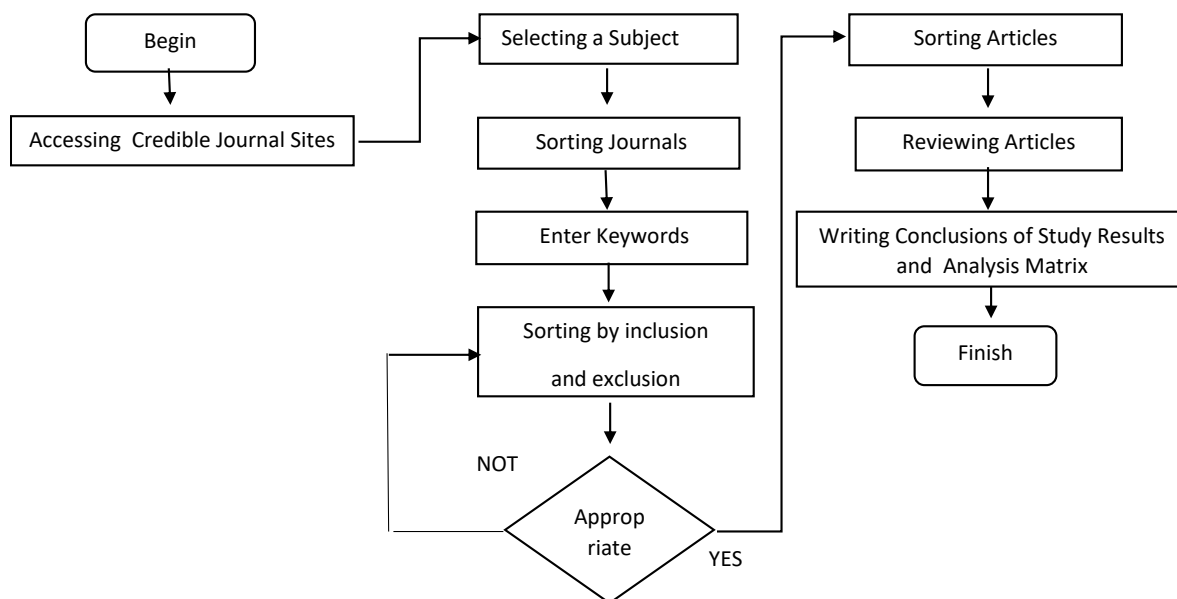 Begin
Accessing Credible Journal Sites
Selecting a Subject
Sorting Journals
Enter Keywords
Sorting by inclusion
and exclusion
NOT
Approp
riate
YES
Sorting Articles
Reviewing Articles
Writing Conclusions of Study Results
and Analysis Matrix
Finish